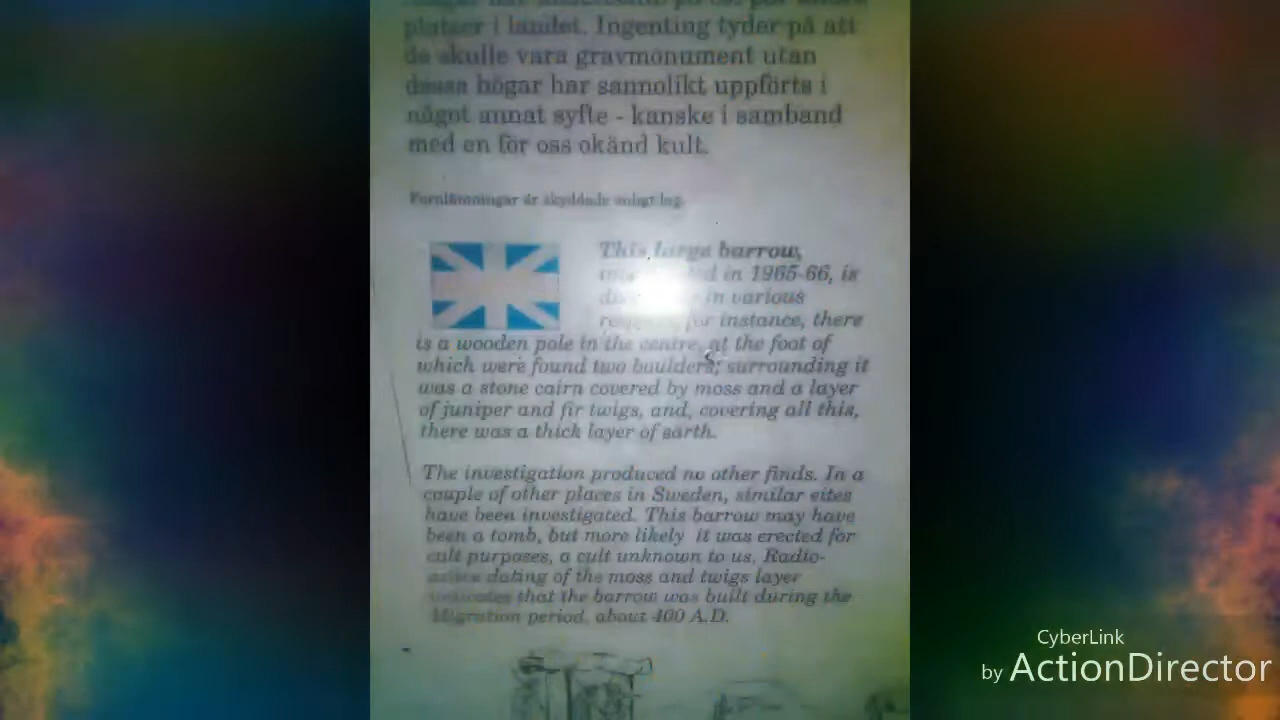 platser i landet. Ingenting tyder på att
de skulle vara gravmonument utan
dessa högar har sannolikt uppförts i
något annat syfte - kanske i samband
med en för oss okänd kult.
Fornlämningar är skyddade enligt lag.
This large barrow,
in 1965-66, is
in various
for instance, there
is a wooden pole in the centre, at the foot of
which were found two boulders; surrounding it
was a stone cairn covered by moss and a layer
of juniper and fir twigs, and, covering all this,
there was a thick layer of earth.
The investigation produced no other finds. In a
couple of other places in Sweden, similar sites
have been investigated. This barrow may have
been a tomb, but more likely it was erected for
cult purposes, a cult unknown to us. Radio-
dating of the moss and twigs layer
indicates that the barrow was built during the
Migration period, about 400 A.D.
CyberLink
by ActionDirector